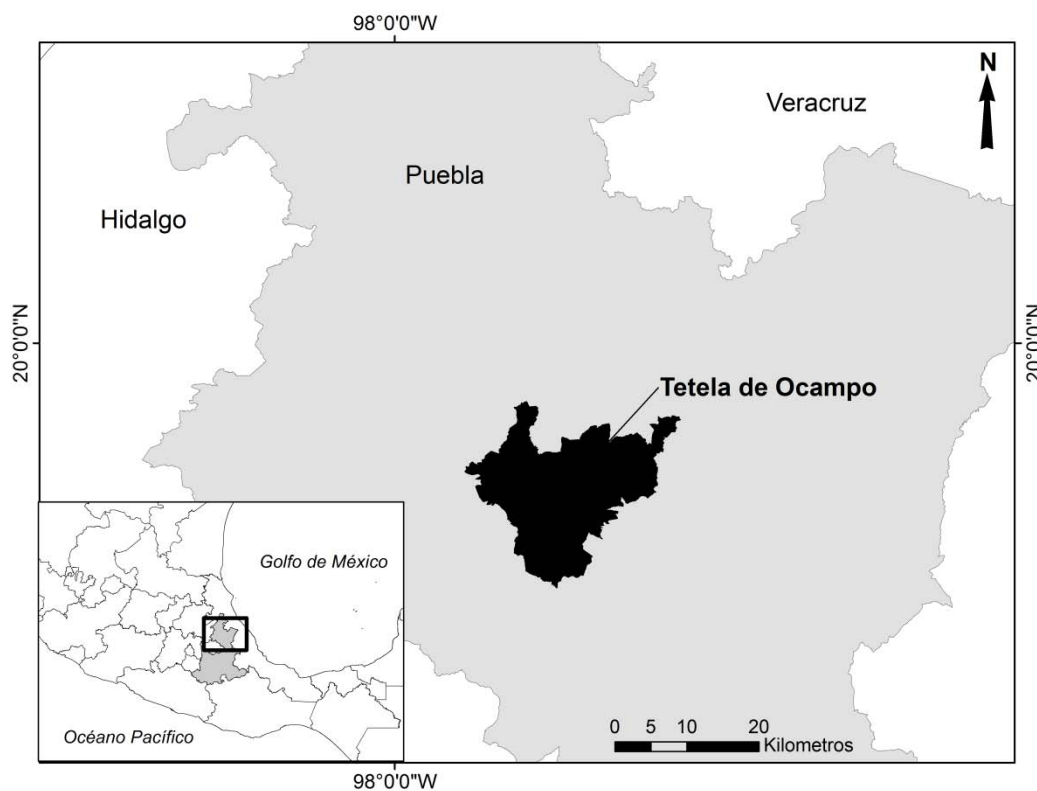 98°0'0"W
N
Veracruz
Puebla
Hidalgo
20°0'0"N
20°0'0"N
Tetela de Ocampo
Golfo de México
Océano Pacífico
0 5 10 20
Kilometros
98°0'0"W